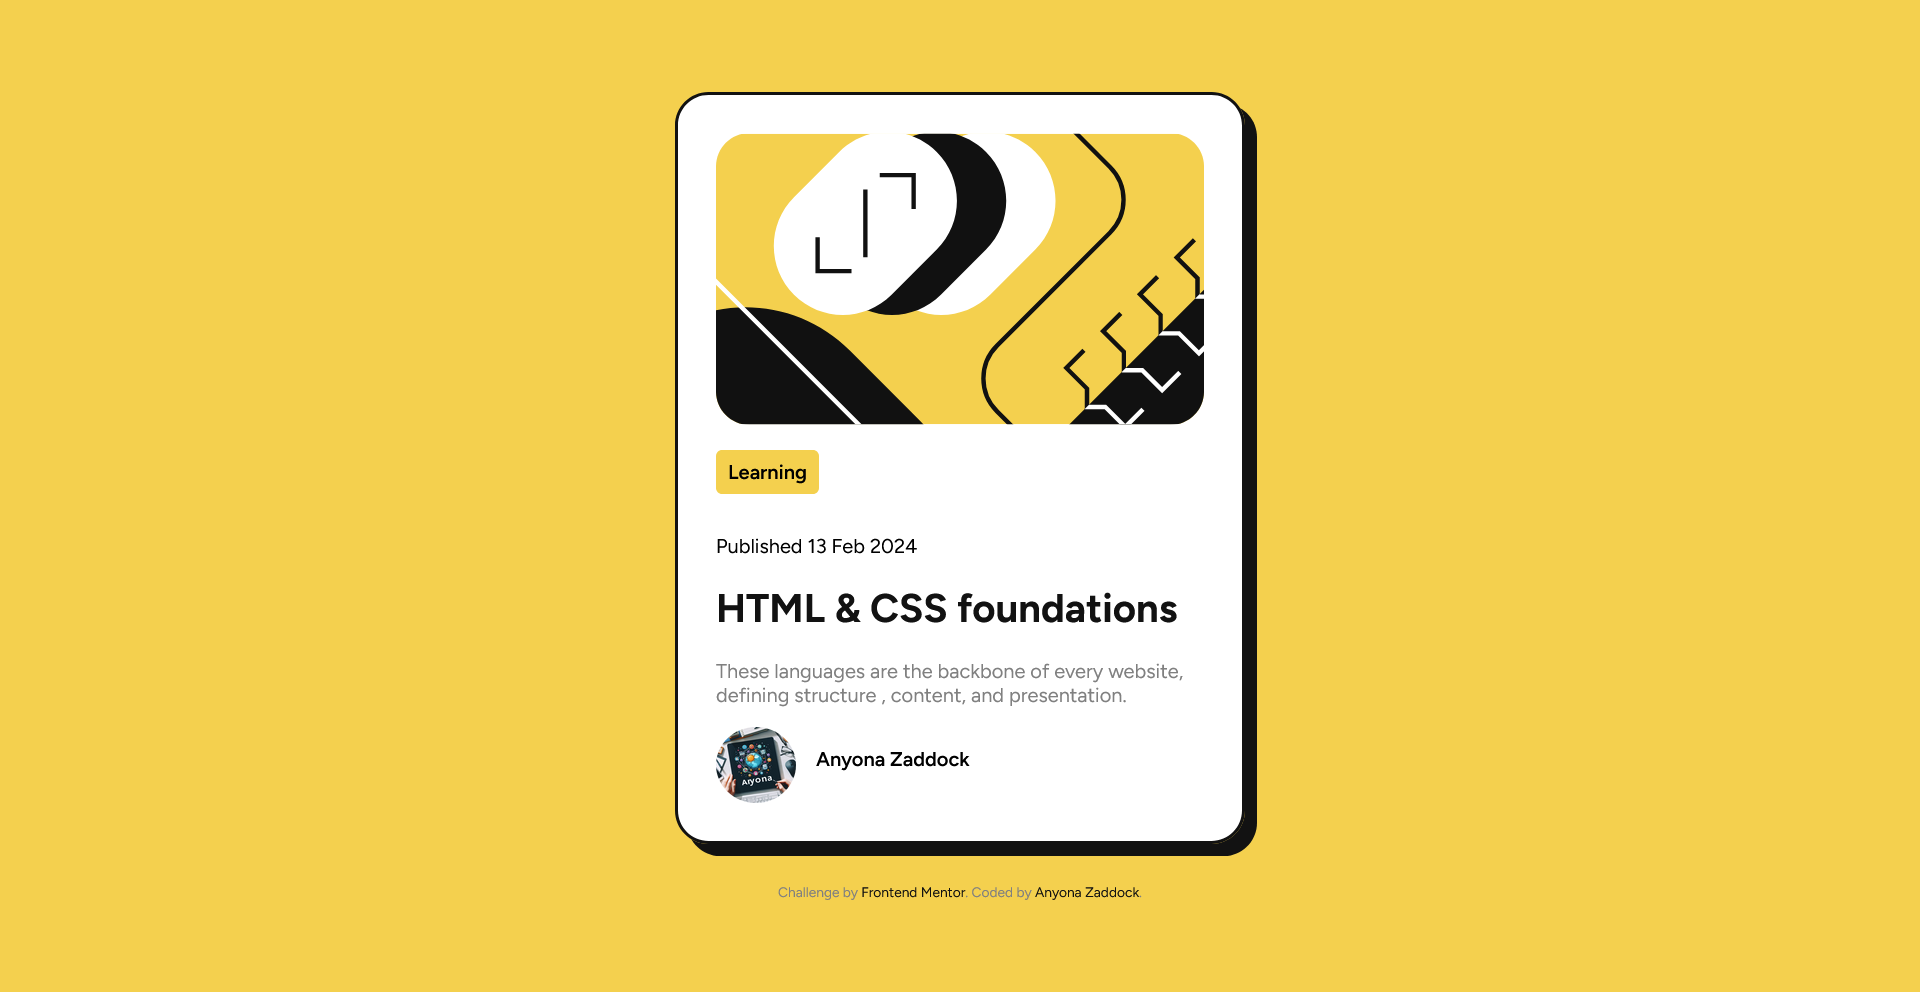 Learning
Published 13 Feb 2024
HTML & CSS foundations
These languages are the backbone of every website,
defining structure , content, and presentation.
Anyona
Anyona Zaddock
Challenge by Frontend Mentor. Coded by Anyona Zaddock.